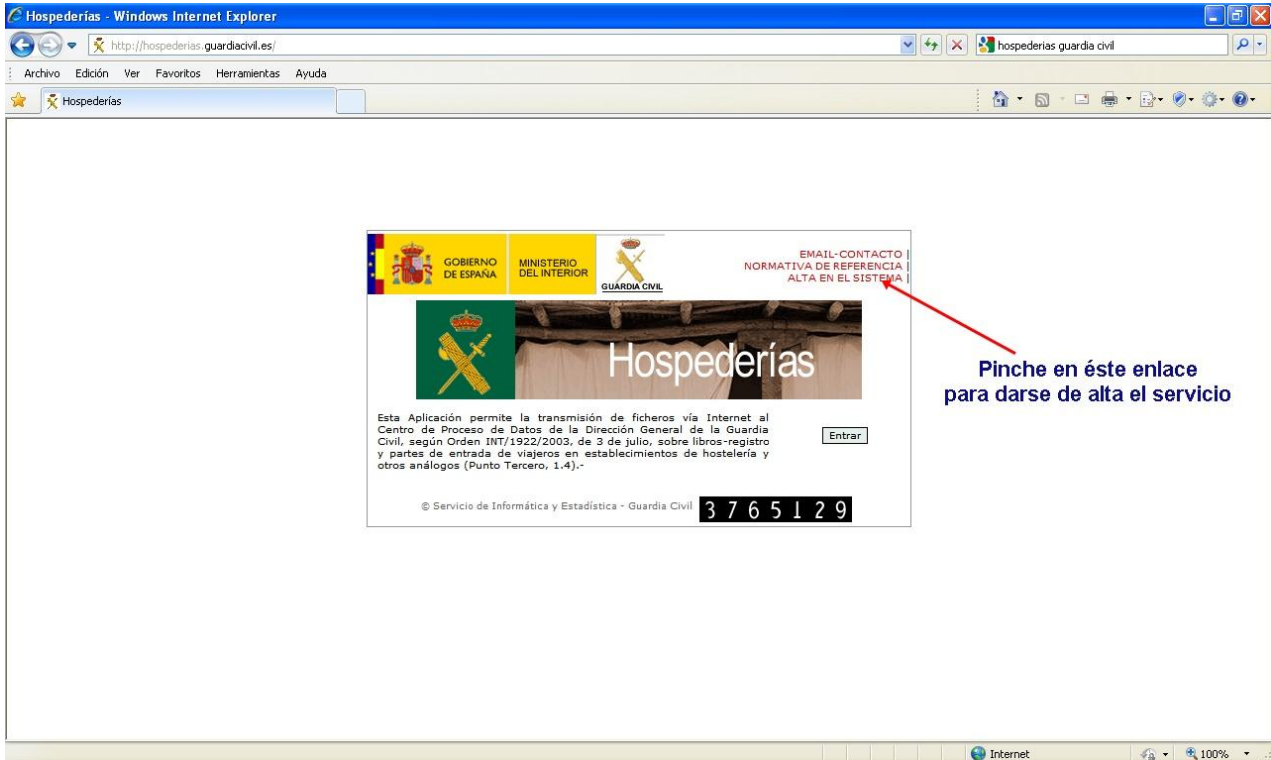 Hospederías - Windows Internet Explorer
http://hospederias.guardiacivil.es/
hospederias guardia civil
Archivo Edición Ver Favoritos Herramientas Ayuda
Hospederías
GOBIERNO
DE ESPAÑA
MINISTERIO
DEL INTERIOR
GUARDIA CIVIL
EMAIL-CONTACTO |
NORMATIVA DE REFERENCIA |
ALTA EN EL SISTEMA |
Hospederías
Pinche en éste enlace
para darse de alta el servicio
Esta Aplicación permite la transmisión de ficheros vía Internet al
Centro de Proceso de Datos de la Dirección General de la Guardia
Civil, según Orden INT/1922/2003, de 3 de julio, sobre libros-registro
y partes de entrada de viajeros en establecimientos de hostelería y
otros análogos (Punto Tercero, 1.4).-
Entrar
© Servicio de Informática y Estadística - Guardia Civil 3765129
Internet
100%